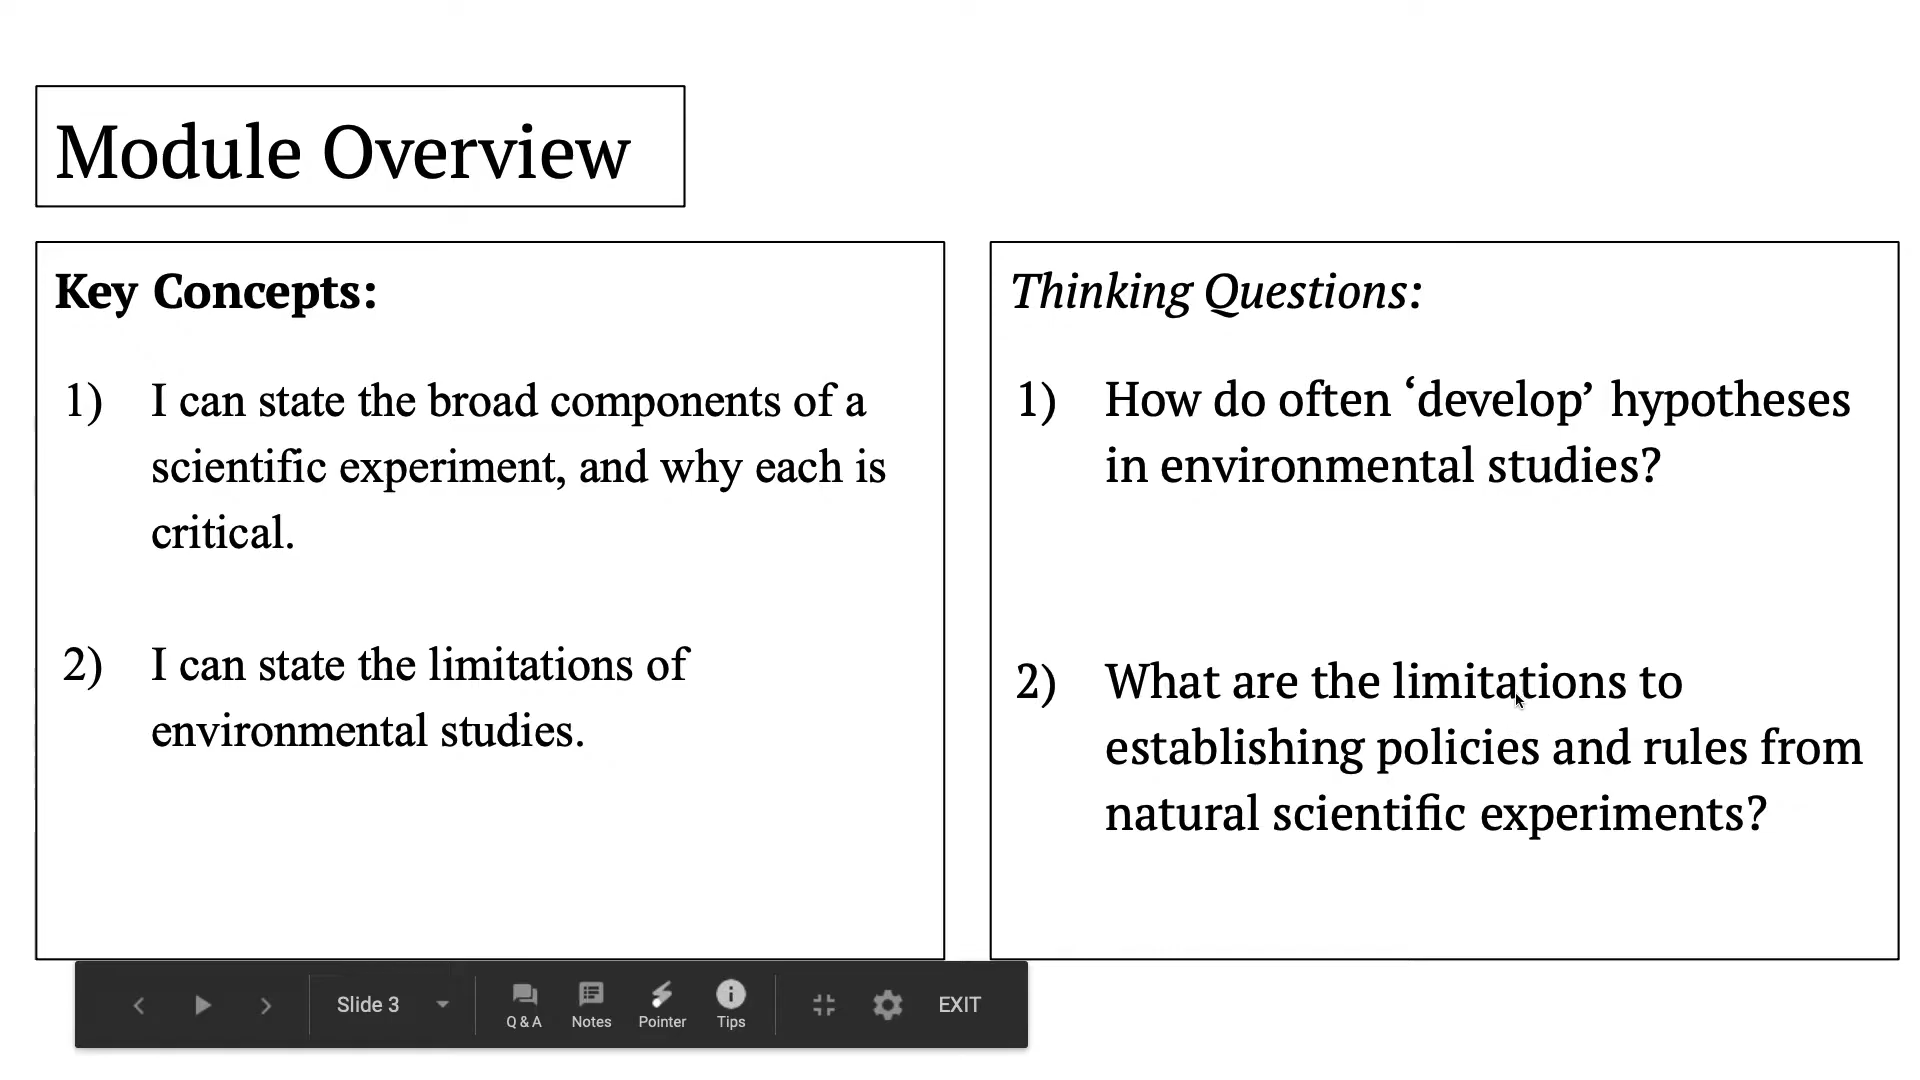 Module Overview
Key Concepts:
1) I can state the broad components of a
scientific experiment, and why each is
critical.
2) I can state the limitations of
environmental studies.
Thinking Questions:
1) How do often ‘develop’ hypotheses
in environmental studies?
2) What are the limitations to
establishing policies and rules from
natural scientific experiments?
Slide 3
Q & A
Notes
Pointer
Tips
EXIT